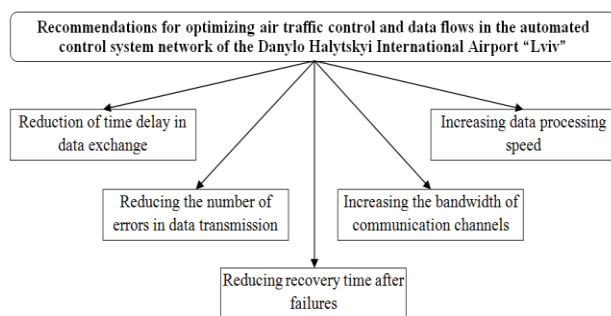 Recommendations for optimizing air traffic control and data flows in the automated
control system network of the Danylo Halytskyi International Airport “Lviv”
Reduction of time delay in
data exchange
Increasing data processing
speed
Reducing the number of
errors in data transmission
Increasing the bandwidth of
communication channels
Reducing recovery time after
failures